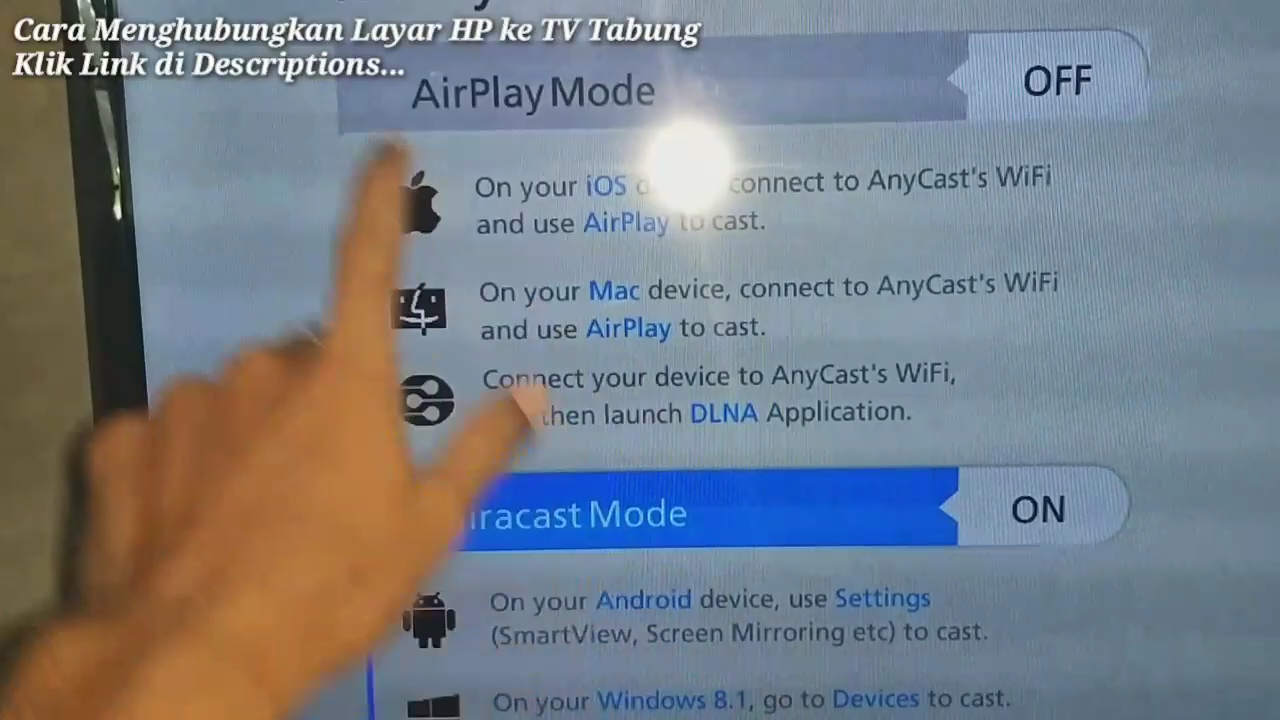 Cara Menghubungkan Layar HP ke TV Tabung
Klik Link di Descriptions...
AirPlay Mode
OFF
On your iOS connect to AnyCast's WiFi
and use AirPlay to cast.
On your Mac device, connect to AnyCast's WiFi
and use AirPlay to cast.
Connect your device to AnyCast's WiFi,
then launch DLNA Application.
iracast Mode
ON
On your Android device, use Settings
(SmartView, Screen Mirroring etc) to cast.
On your Windows 8.1, go to Devices to cast.